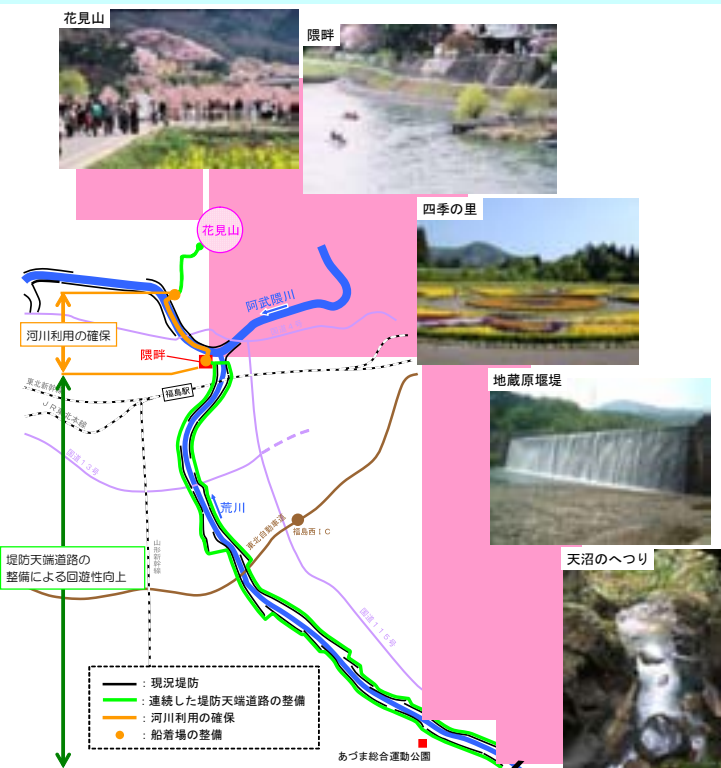 花見山
隈畔
四季の里
花見山
阿武隈川
河川利用の確保
隈畔
地蔵原堰堤
東北新幹線
福島駅
JR東北本線
国道13号
荒川
東北自動車道
福島西IC
山形新幹線
天沼のへつり
堤防天端道路の
整備による回遊性向上
国道115号
：現況堤防
：連続した堤防天端道路の整備
：河川利用の確保
：船着場の整備
あづま総合運動公園